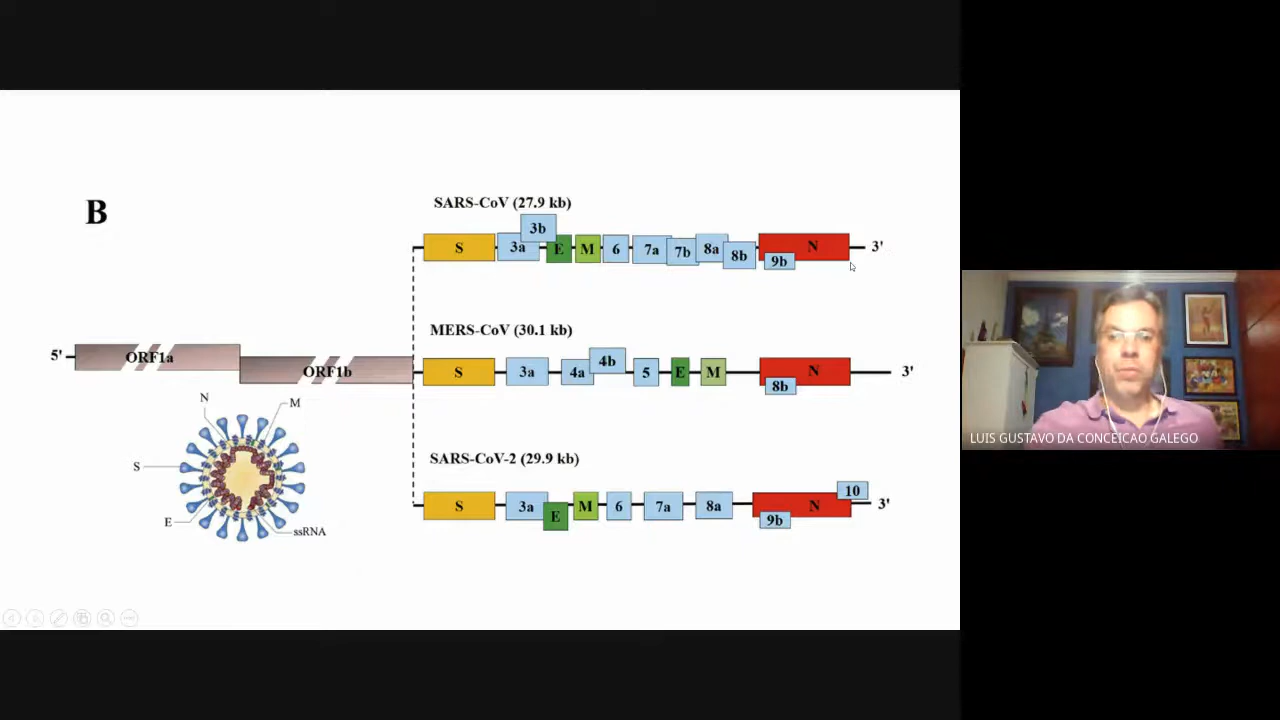 B
SARS-CoV (27.9 kb)
S 3a 3b E M 6 7a 7b 8a 8b 9b N 3'
MERS-CoV (30.1 kb)
5' ORF1a ORF1b
S 3a 4a 4b 5 E M 8b N 3'
SARS-CoV-2 (29.9 kb)
S 3a E M 6 7a 8a 9b N 10 3'
N M
S
E
ssRNA
LUIS GUSTAVO DA CONCEICAO GALEGO